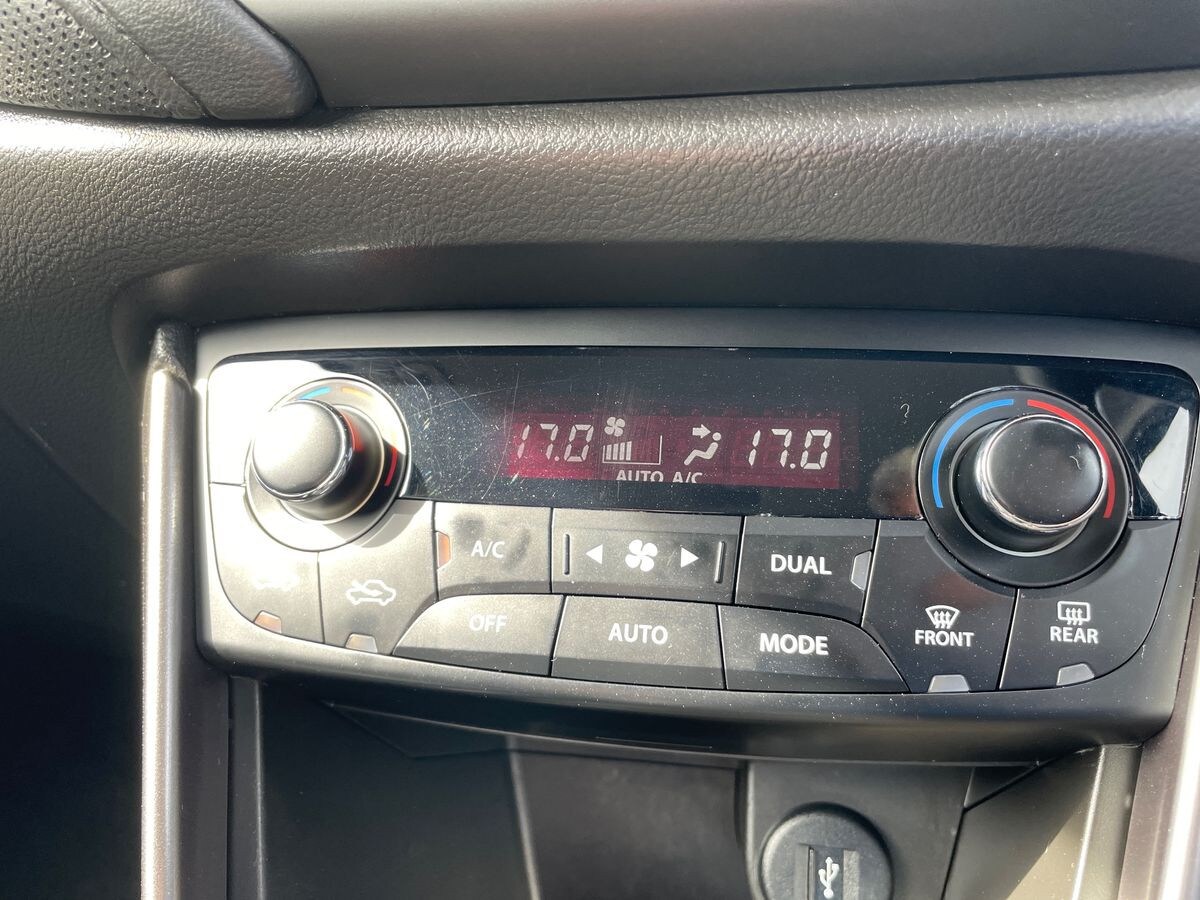 17.0 17.0
AUTO A/C
A/C
DUAL
OFF
AUTO
MODE
FRONT
REAR